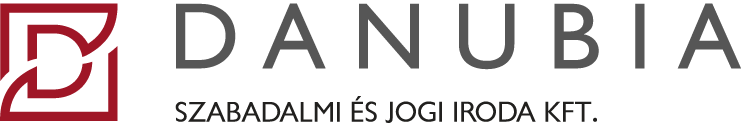 DANUBIA
SZABADALMI ÉS JOGI IRODA KFT.